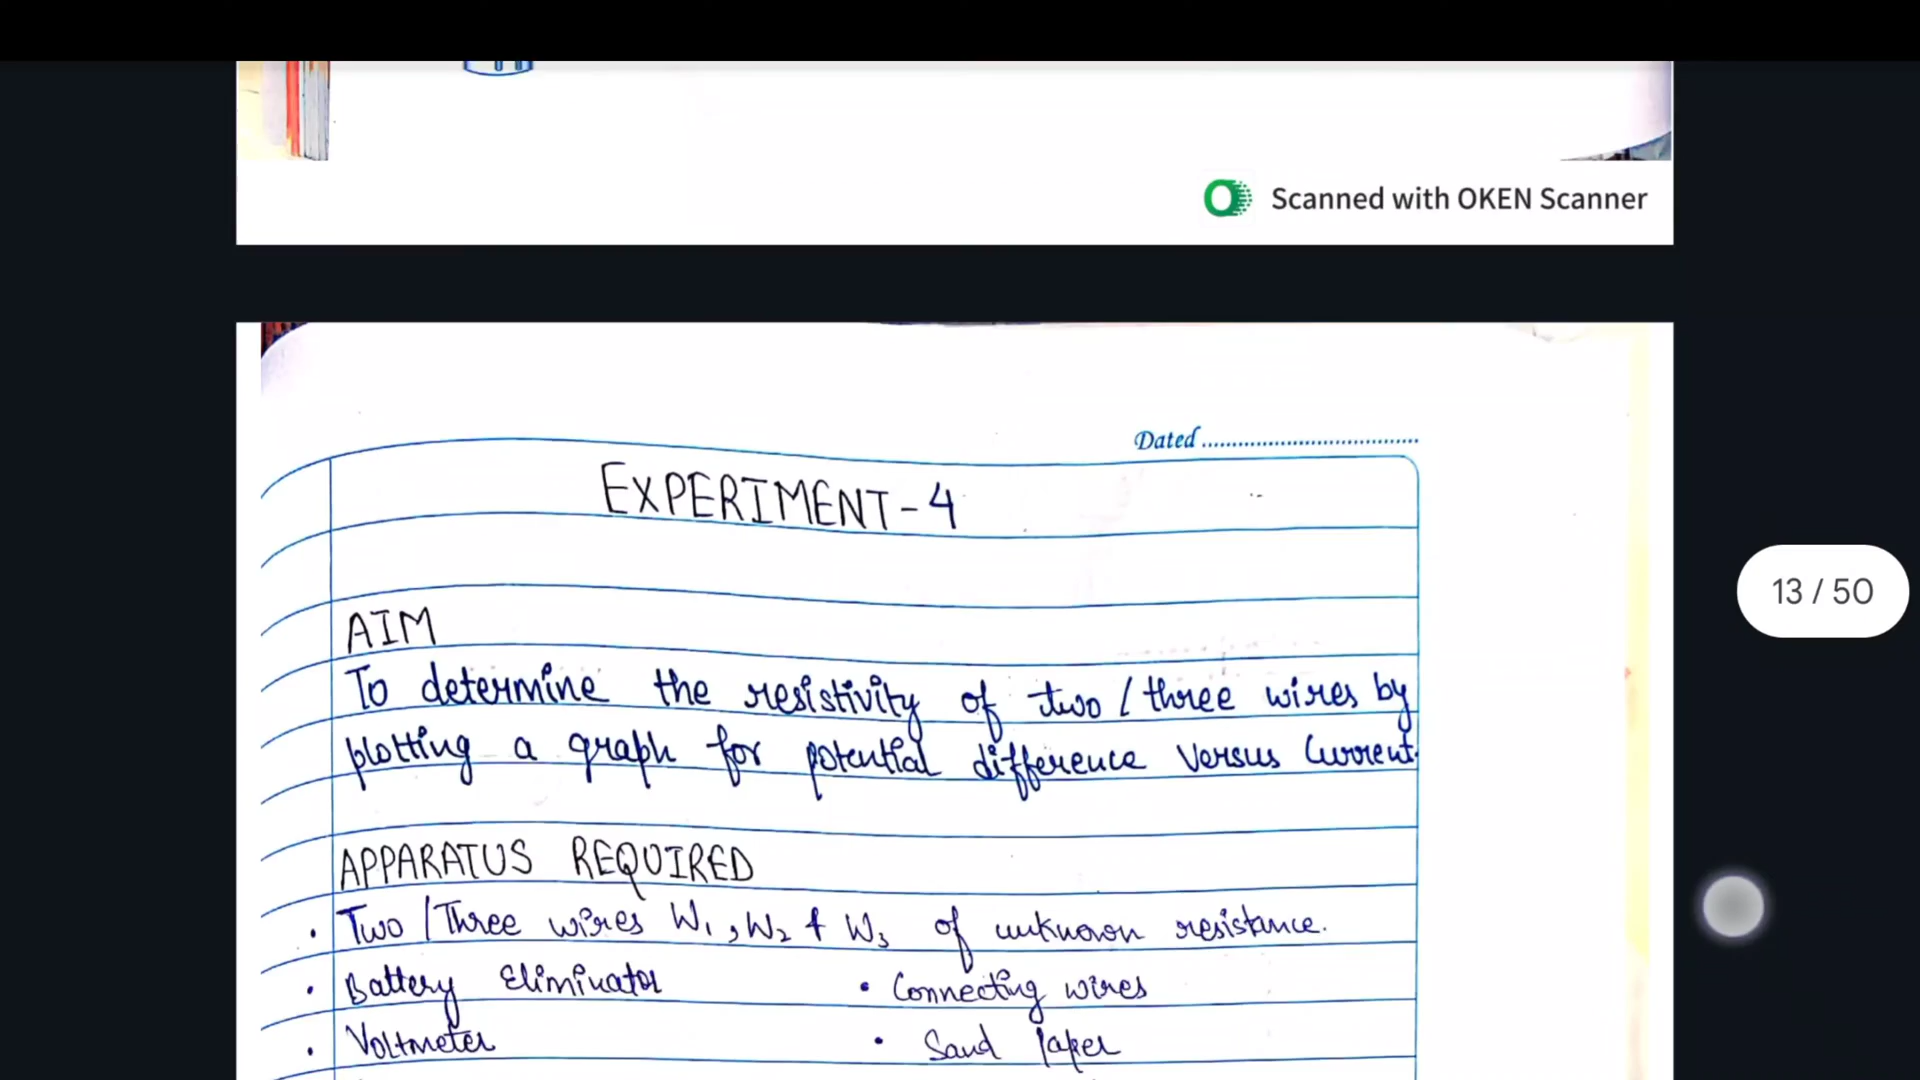 Scanned with OKEN Scanner
Dated
EXPERIMENT-4
13 / 50
AIM
To determine the resistivity of two / three wires by
plotting a graph for potential difference Versus Current.
APPARATUS REQUIRED
• Two / Three wires W1, W2 & W3 of unknown resistance.
• Battery Eliminator • Connecting wires
• Voltmeter • Sand Paper